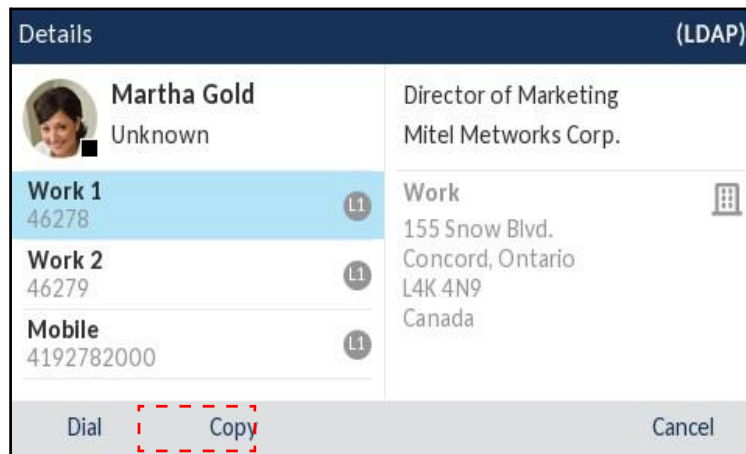 Details (LDAP)
Martha Gold
Unknown
Director of Marketing
Mitel Metworks Corp.
Work 1
46278
L1
Work 2
46279
L1
Mobile
4192782000
L1
Work
155 Snow Blvd.
Concord, Ontario
L4K 4N9
Canada
Dial Copy Cancel